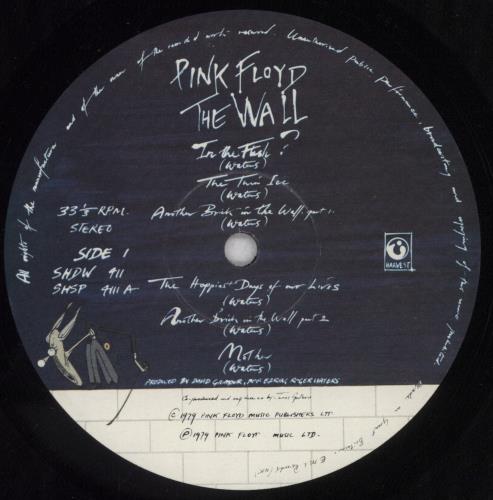 All rights of the manufacturer and of the owner of the recorded work reserved. Unauthorised public performance, broadcasting and copying of this record prohibited
PINK FLOYD
THE WALL
In the Flesh?
(Waters)
The Thin Ice
(Waters)
33⅓ RPM.
STEREO
Another Brick in the Wall. part 1.
(Waters)
SIDE 1
SHDW 411
SHSP 4111 A
HARVEST
The Happiest Days of our Lives
(Waters)
Another Brick in the Wall part 2
(Waters)
Mother
(Waters)
PRODUCED BY DAVID GILMOUR, BOB EZRIN, ROGER WATERS
Co-produced and engineered by James Guthrie
© 1979 PINK FLOYD MUSIC PUBLISHERS LTD.
℗ 1979 PINK FLOYD MUSIC LTD.
Made in Great Britain. E.M.I. Records